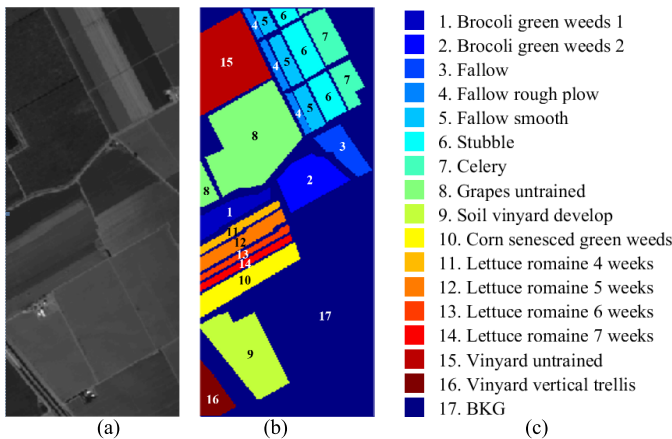 4 5 6 7
15
4 5 6 7
4 5 6
8
3
8
2
1
11
12
13
14
10
17
9
16
1. Brocoli green weeds 1
2. Brocoli green weeds 2
3. Fallow
4. Fallow rough plow
5. Fallow smooth
6. Stubble
7. Celery
8. Grapes untrained
9. Soil vinyard develop
10. Corn senesced green weeds
11. Lettuce romaine 4 weeks
12. Lettuce romaine 5 weeks
13. Lettuce romaine 6 weeks
14. Lettuce romaine 7 weeks
15. Vinyard untrained
16. Vinyard vertical trellis
17. BKG
(a) (b) (c)